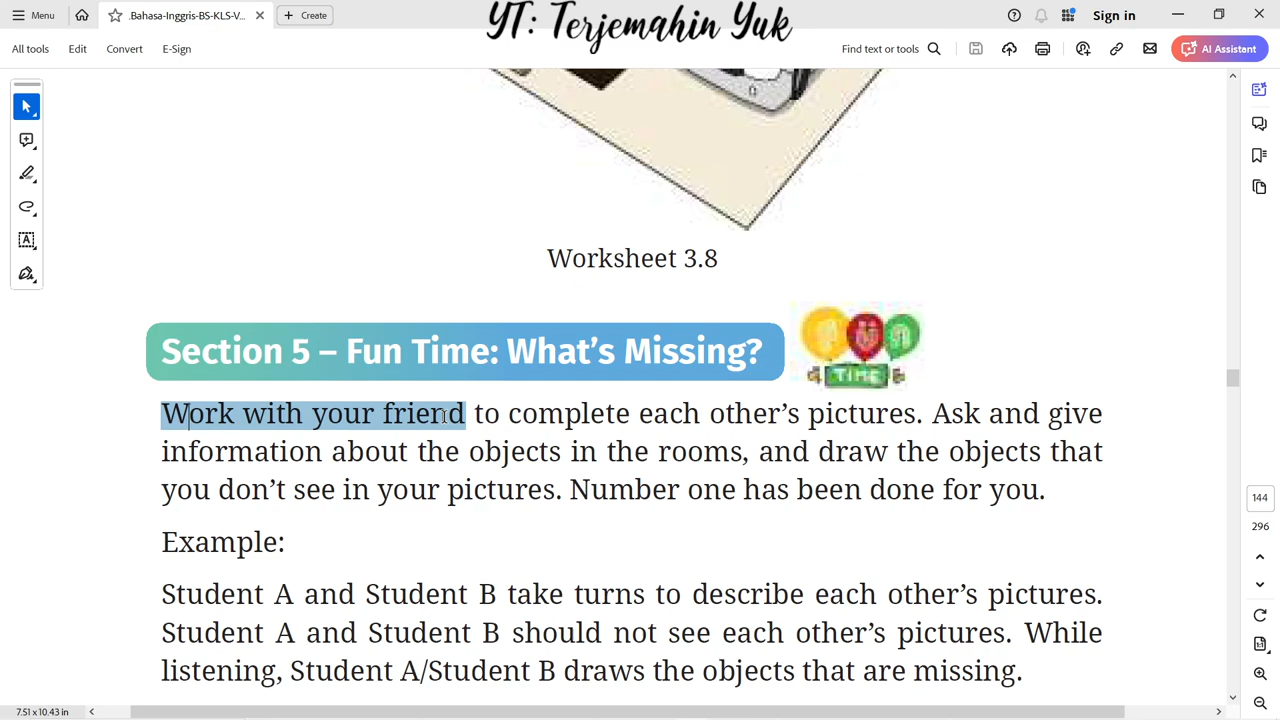 Menu
.Bahasa-Inggris-BS-KLS-V...
Create
YT: Terjemahin Yuk
Sign in
All tools
Edit
Convert
E-Sign
Find text or tools
AI Assistant
Worksheet 3.8
Section 5 – Fun Time: What's Missing?
FUN
TIME
Work with your friend to complete each other's pictures. Ask and give
information about the objects in the rooms, and draw the objects that
you don't see in your pictures. Number one has been done for you.
Example:
Student A and Student B take turns to describe each other's pictures.
Student A and Student B should not see each other's pictures. While
listening, Student A/Student B draws the objects that are missing.
144
296
7.51 x 10.43 in